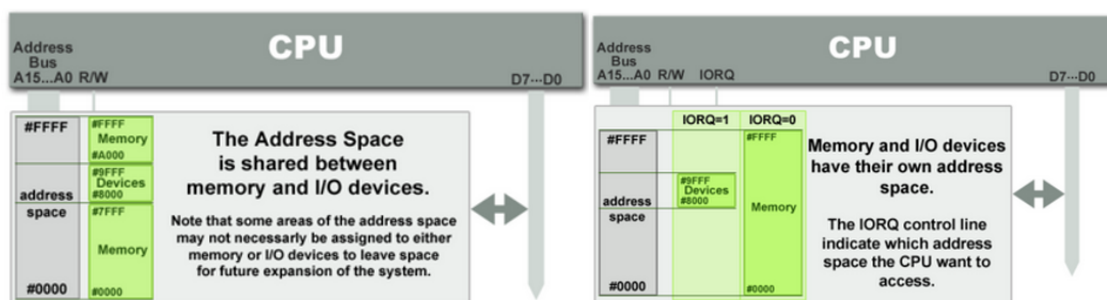 CPU
Address
Bus
A15...A0 R/W
D7...D0
#FFFF
address
space
#0000
#FFFF
Memory
#A000
#9FFF
Devices
#8000
#7FFF
Memory
#0000
The Address Space
is shared between
memory and I/O devices.
Note that some areas of the address space
may not necessarily be assigned to either
memory or I/O devices to leave space
for future expansion of the system.
CPU
Address
Bus
A15...A0 R/W IORQ
D7...D0
IORQ=1 IORQ=0
#FFFF
address
space
#0000
#9FFF
Devices
#8000
#FFFF
Memory
#0000
Memory and I/O devices
have their own address
space.
The IORQ control line
indicate which address
space the CPU want to
access.